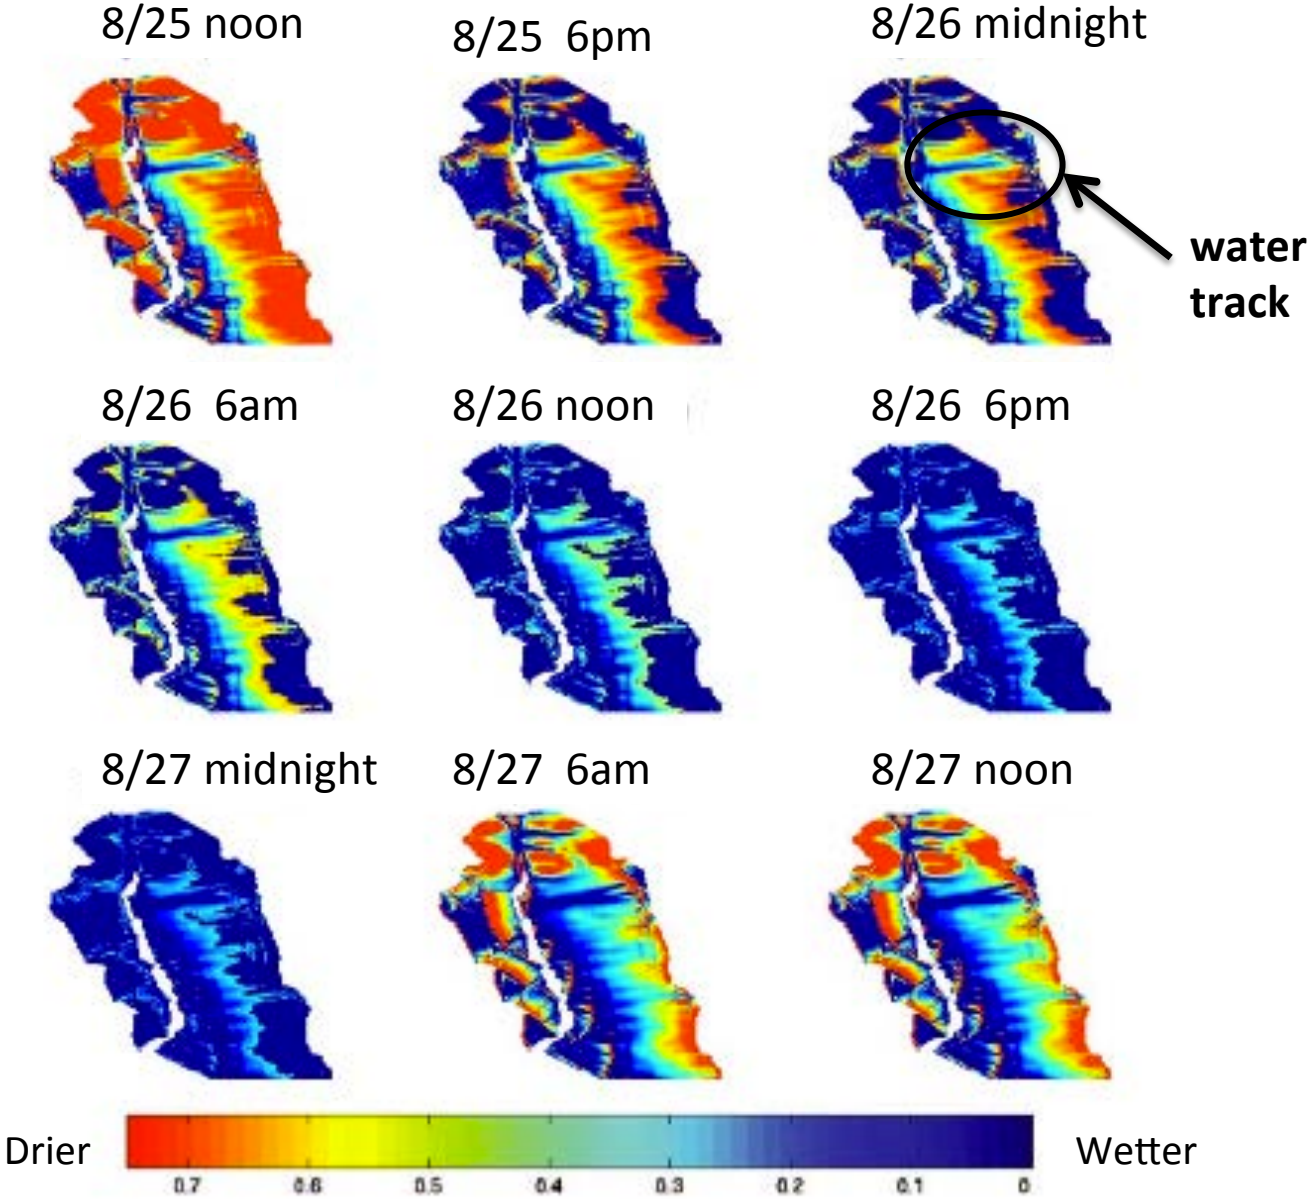 8/25 noon
8/25 6pm
8/26 midnight
water
track
8/26 6am
8/26 noon
8/26 6pm
8/27 midnight
8/27 6am
8/27 noon
Drier
Wetter
0.7 0.6 0.5 0.4 0.3 0.2 0.1 0